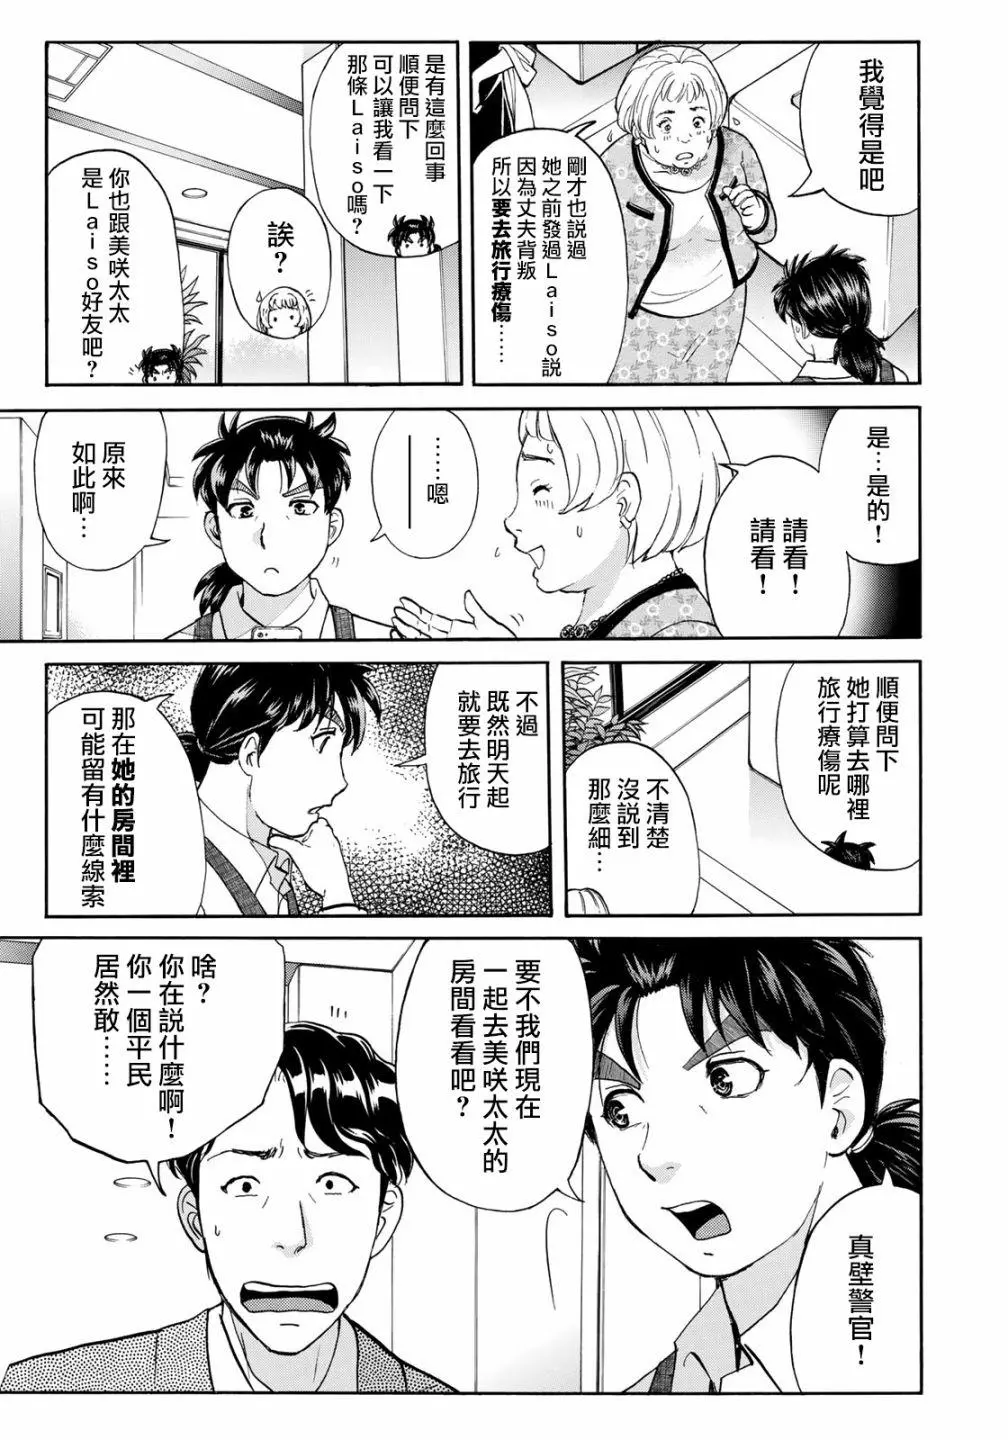 我覺得是吧
剛才也説過
她之前發過Laiso説
因為丈夫背叛
所以要去旅行療傷……
是有這麼回事
順便問下
可以讓我看一下
那條Laiso嗎？
誒？
你也跟美咲太太
是Laiso好友吧？
是…是的！
請看！
請看！
……嗯
——
原來
如此啊…
順便問下
她打算去哪裡
旅行療傷呢
不清楚
沒説到
那麼細…
不過
既然明天起
就要去旅行
那在她的房間裡
可能留有什麼線索
真壁警官！
要不我們現在
一起去美咲太太的
房間看看吧？
啥？
你在説什麼啊！
你一個平民
居然敢……